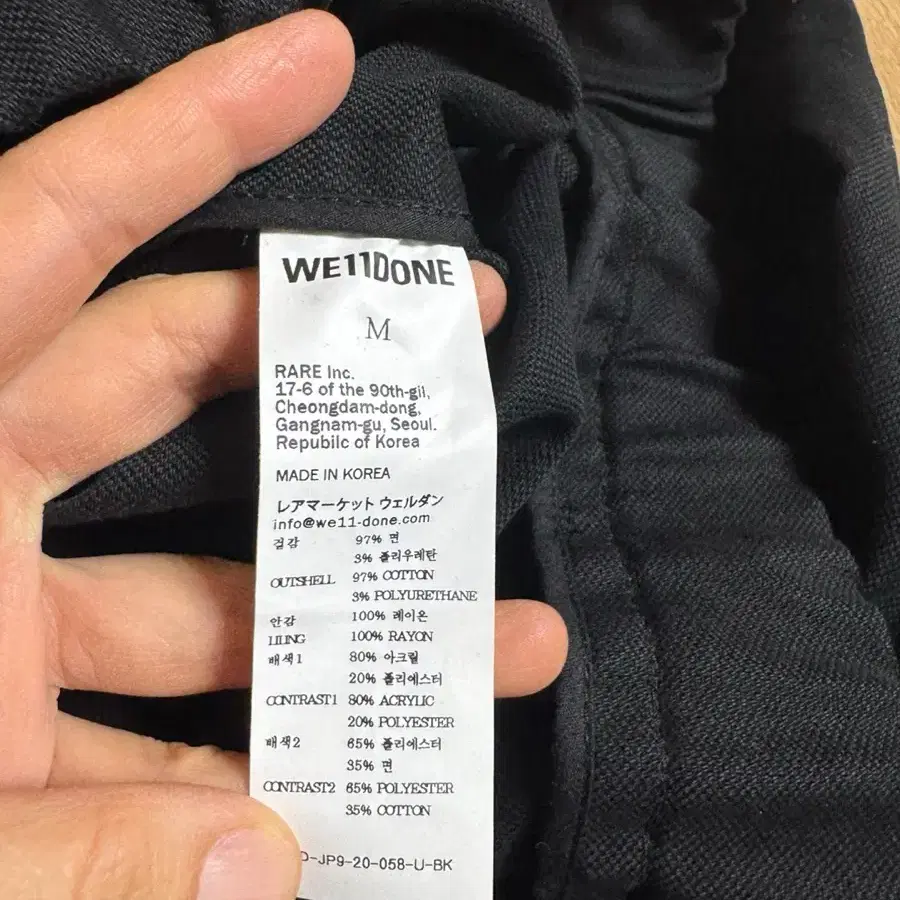 WE11DONE
M
RARE Inc.
17-6 of the 90th-gil,
Cheongdam-dong,
Gangnam-gu, Seoul.
Republic of Korea
MADE IN KOREA
レアマーケット ウェルダン
info@we11-done.com
겉감 97% 면
3% 폴리우레탄
OUTSHELL 97% COTTON
3% POLYURETHANE
안감 100% 레이온
LILING 100% RAYON
배색1 80% 아크릴
20% 폴리에스터
CONTRAST1 80% ACRYLIC
20% POLYESTER
배색2 65% 폴리에스터
35% 면
CONTRAST2 65% POLYESTER
35% COTTON
D-JP9-20-058-U-BK